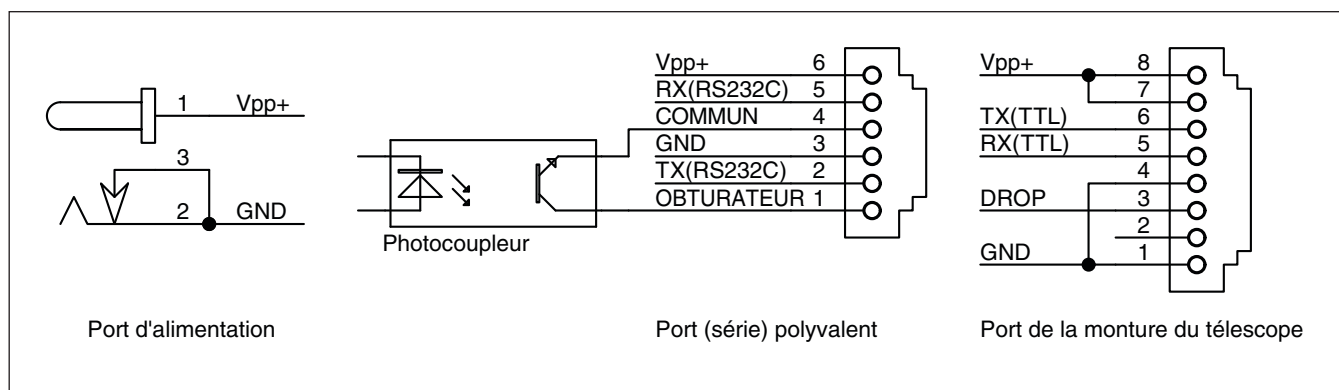 1 Vpp+
3
2 GND
Port d'alimentation
Photocoupleur
Vpp+ 6
RX(RS232C) 5
COMMUN 4
GND 3
TX(RS232C) 2
OBTURATEUR 1
Port (série) polyvalent
Vpp+ 8
7
TX(TTL) 6
RX(TTL) 5
4
DROP 3
2
GND 1
Port de la monture du télescope